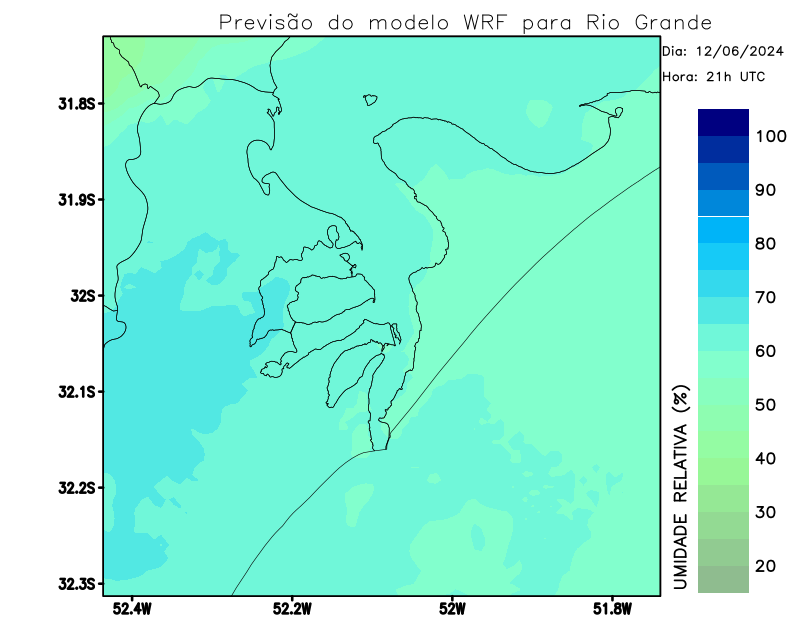 Previsão do modelo WRF para Rio Grande
Dia: 12/06/2024
Hora: 21h UTC
31.8S
31.9S
32S
32.1S
32.2S
32.3S
52.4W
52.2W
52W
51.8W
100
90
80
70
60
50
40
30
20
UMIDADE RELATIVA (%)